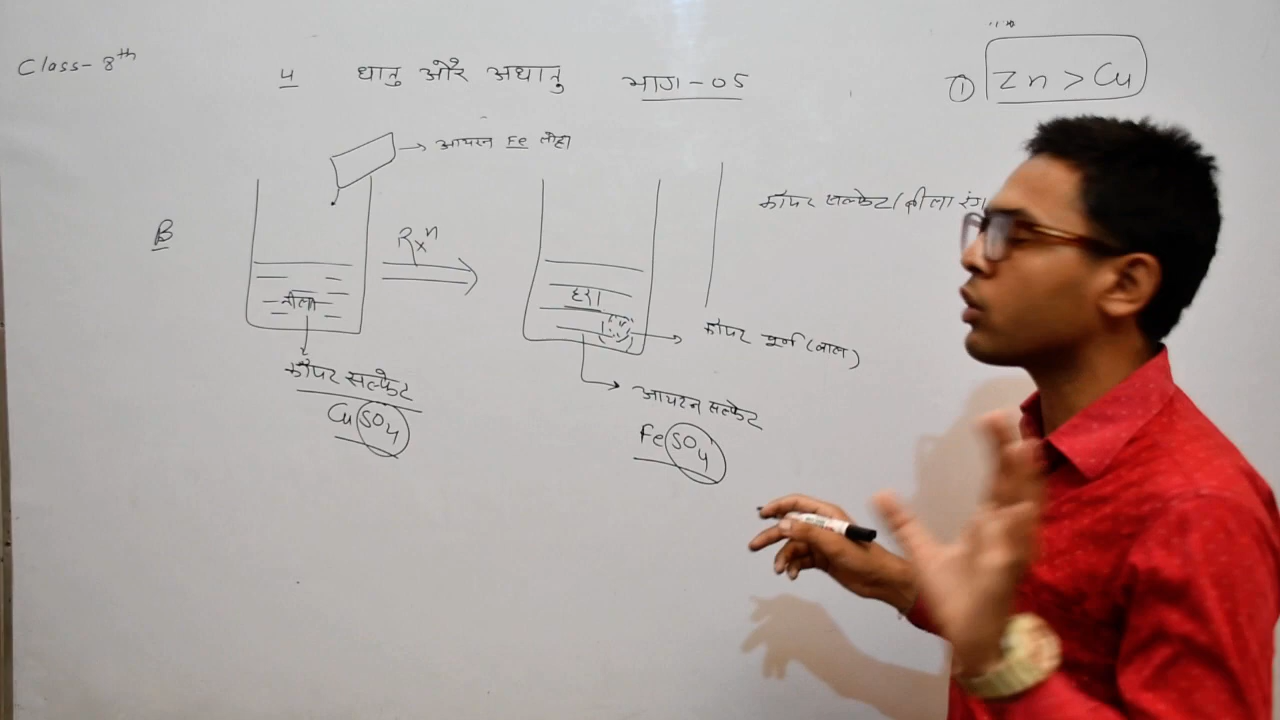 Class- 8th
4 धातु और अधातु भाग-05
① Zn > Cu
आयरन Fe लोहा
B
नीला
Rxn
हरा
कॉपर सल्फेट/नीला रंग
कॉपर चूर्ण (लाल)
कॉपर सल्फेट
CuSO4
आयरन सल्फेट
FeSO4